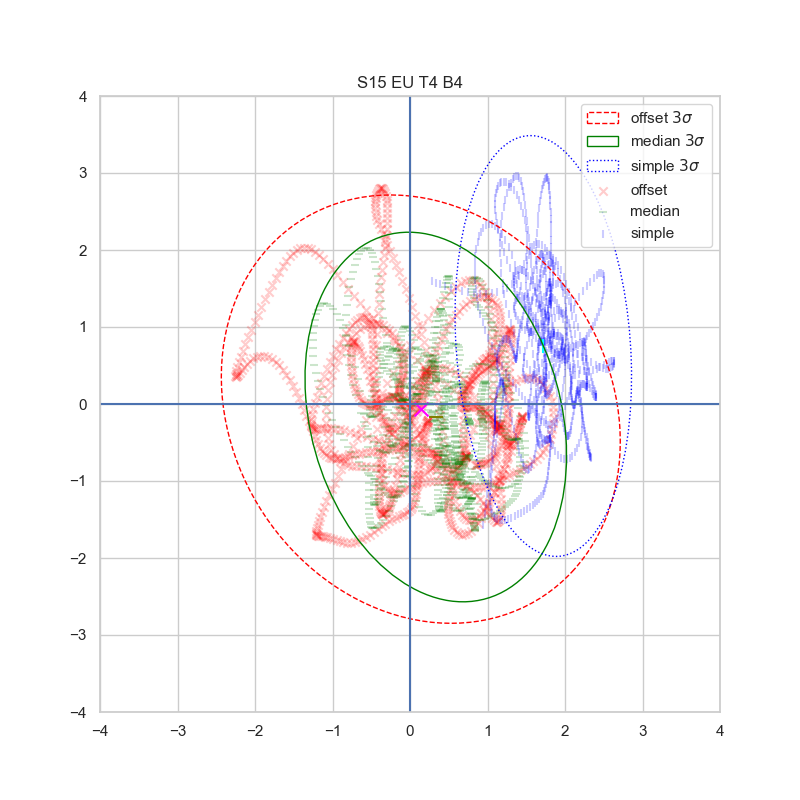 S15 EU T4 B4
offset 3σ
median 3σ
simple 3σ
offset
median
simple
4
3
2
1
0
−1
−2
−3
−4
−4 −3 −2 −1 0 1 2 3 4